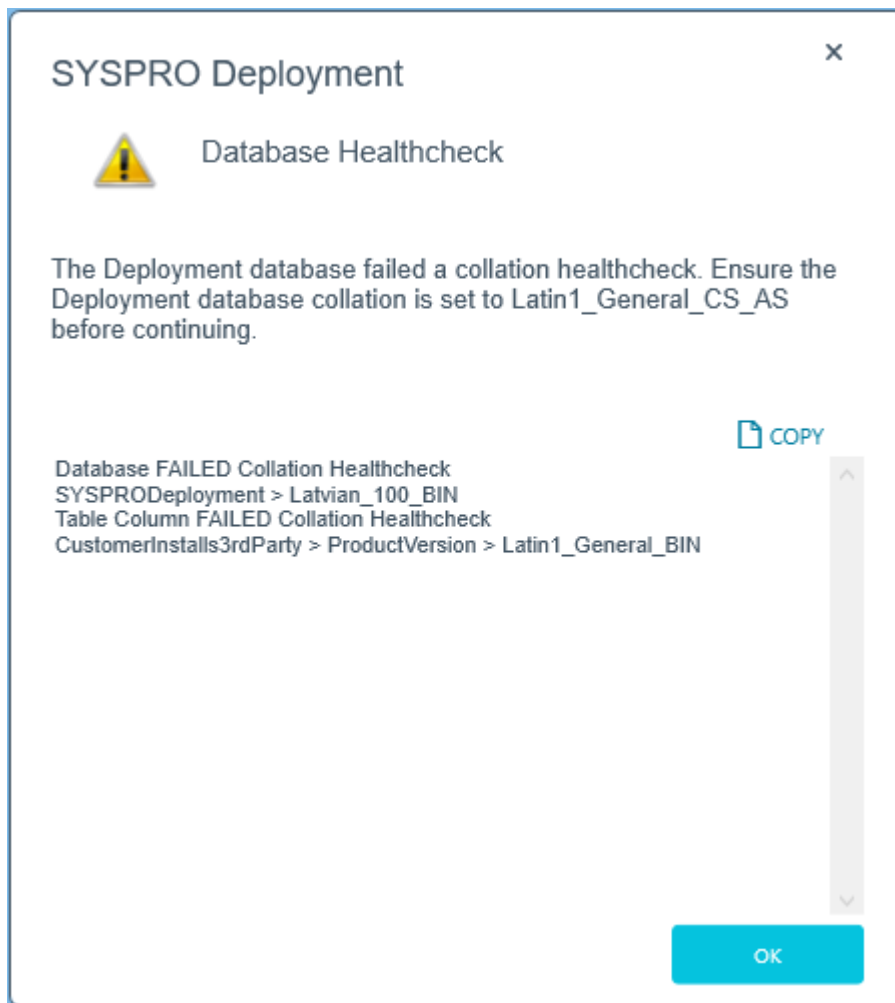 SYSPRO Deployment
Database Healthcheck
The Deployment database failed a collation healthcheck. Ensure the
Deployment database collation is set to Latin1_General_CS_AS
before continuing.
COPY
Database FAILED Collation Healthcheck
SYSPRODeployment > Latvian_100_BIN
Table Column FAILED Collation Healthcheck
CustomerInstalls3rdParty > ProductVersion > Latin1_General_BIN
OK